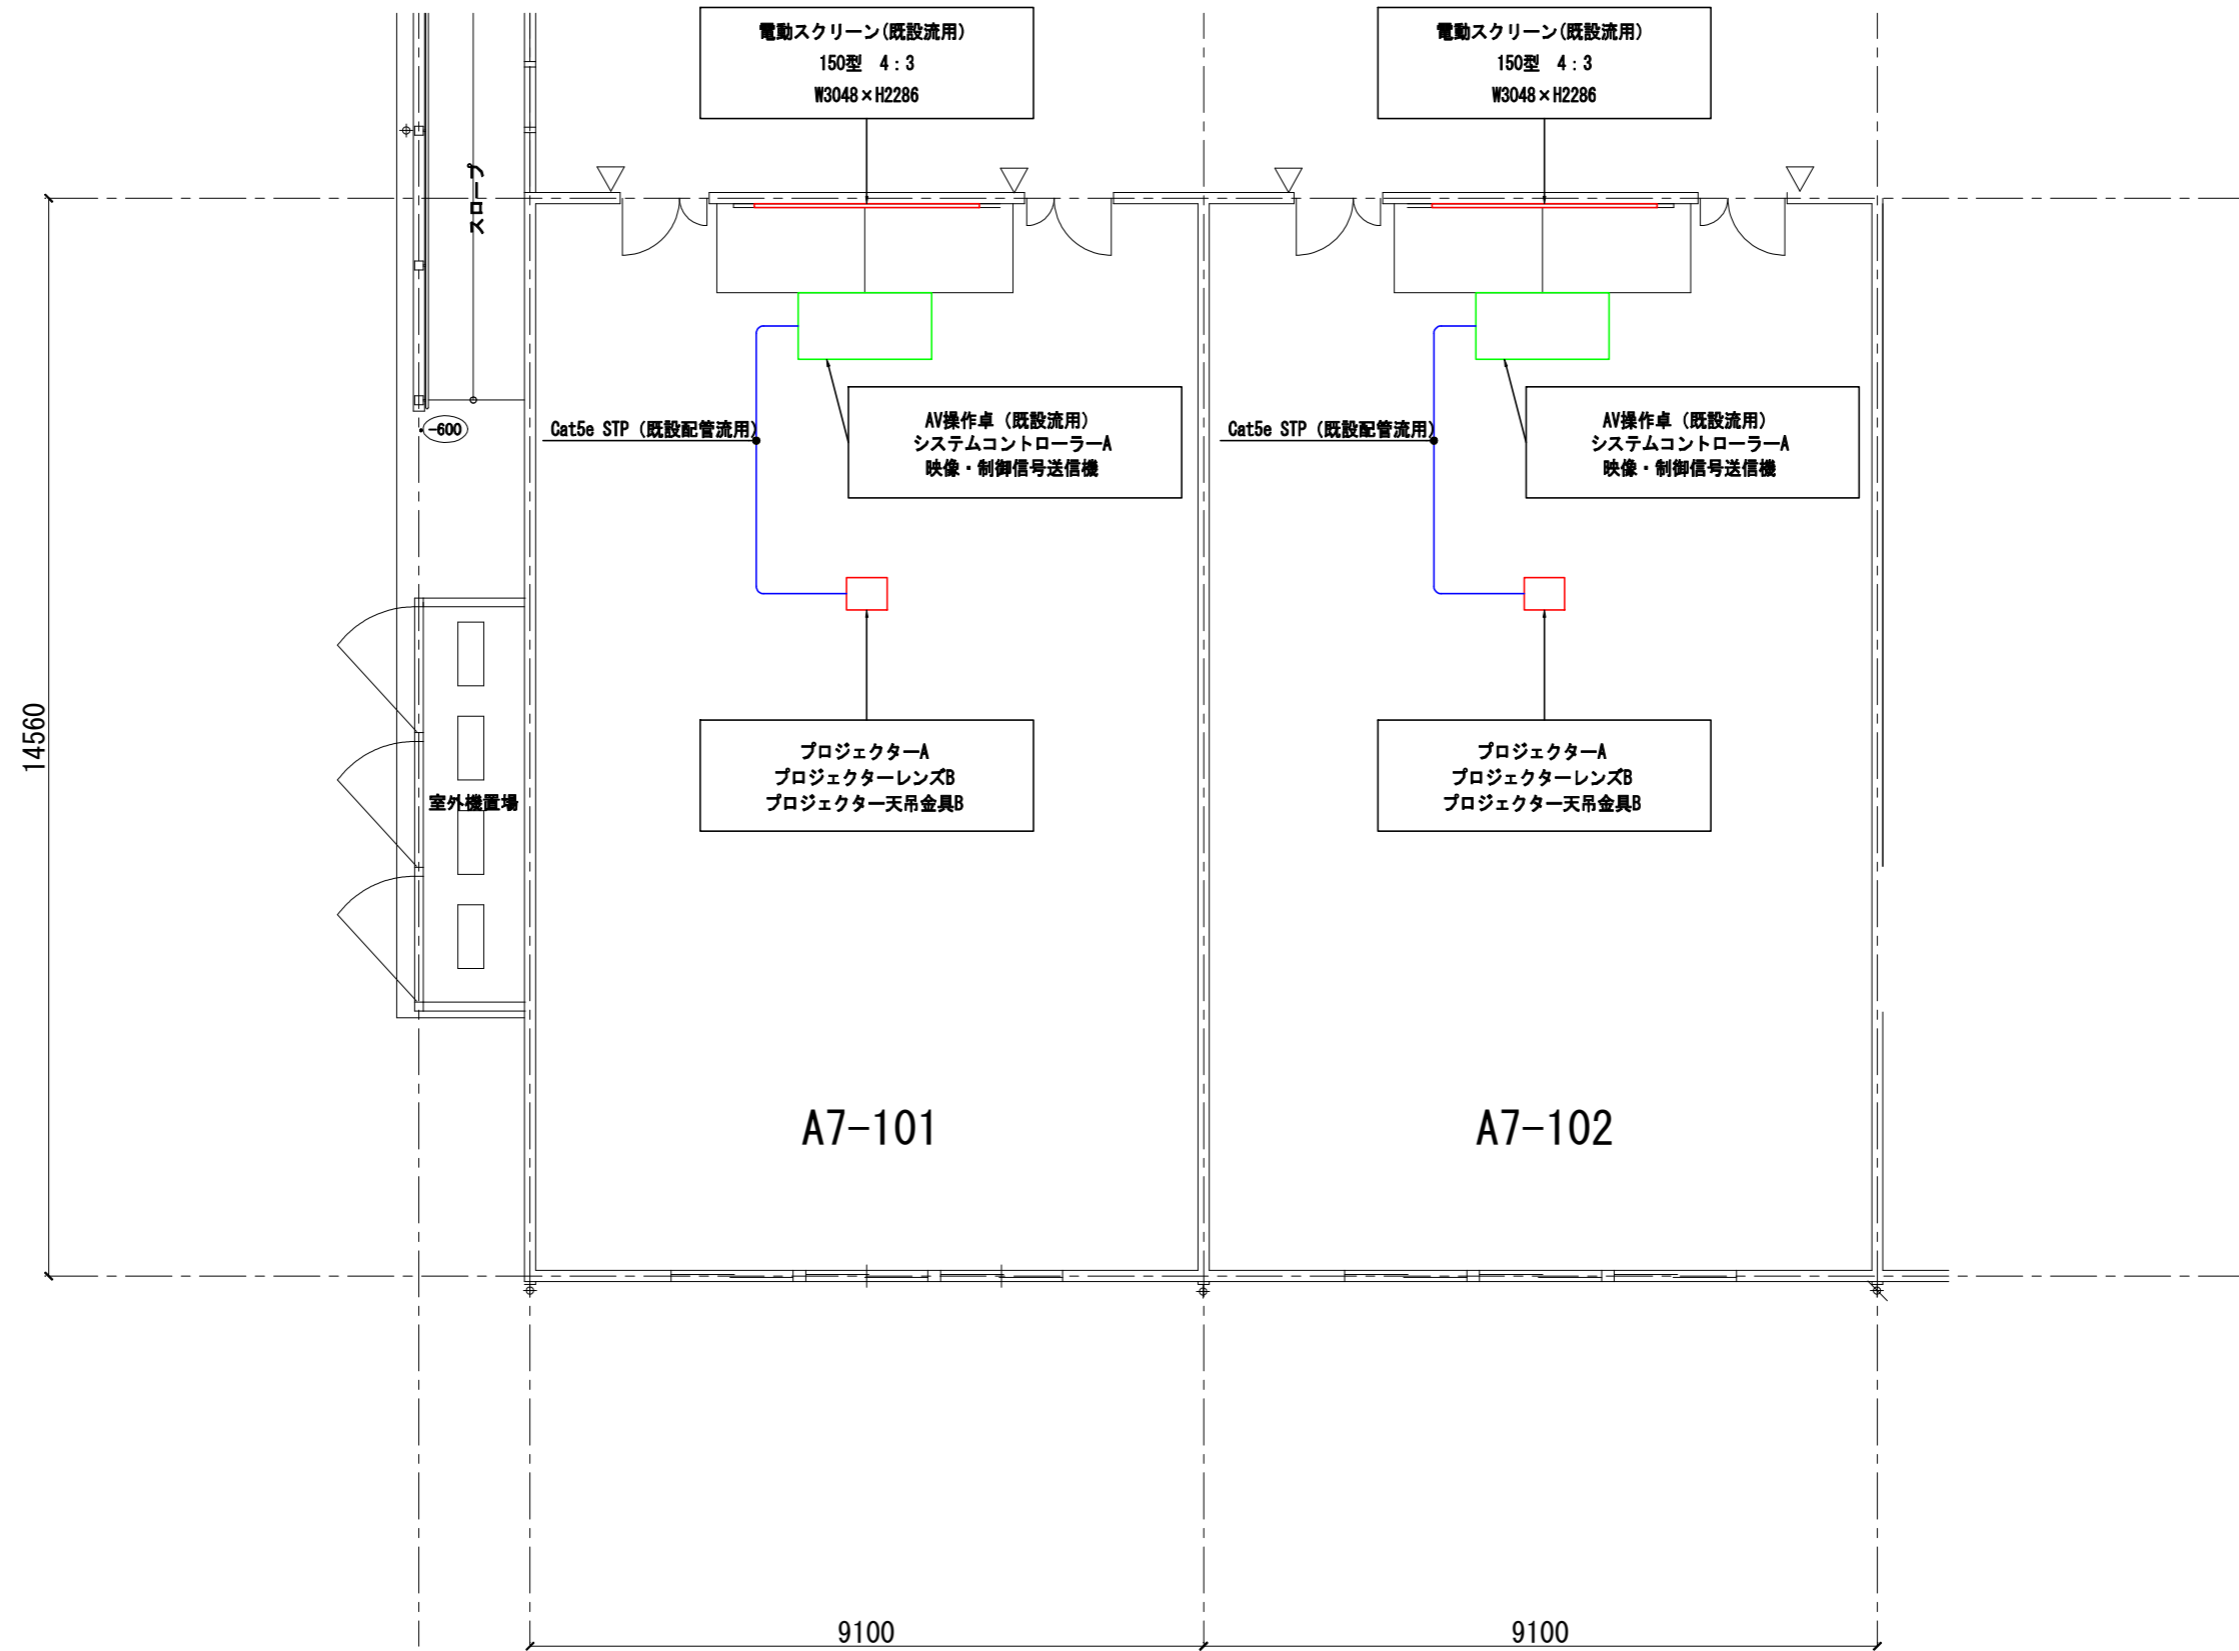 電動スクリーン(既設流用)
150型 4:3
W3048×H2286
電動スクリーン(既設流用)
150型 4:3
W3048×H2286
スロープ
-600
Cat5e STP (既設配管流用)
AV操作卓 (既設流用)
システムコントローラーA
映像・制御信号送信機
Cat5e STP (既設配管流用)
AV操作卓 (既設流用)
システムコントローラーA
映像・制御信号送信機
14560
プロジェクターA
プロジェクターレンズB
プロジェクター天吊金具B
プロジェクターA
プロジェクターレンズB
プロジェクター天吊金具B
室外機置場
A7-101
A7-102
9100
9100